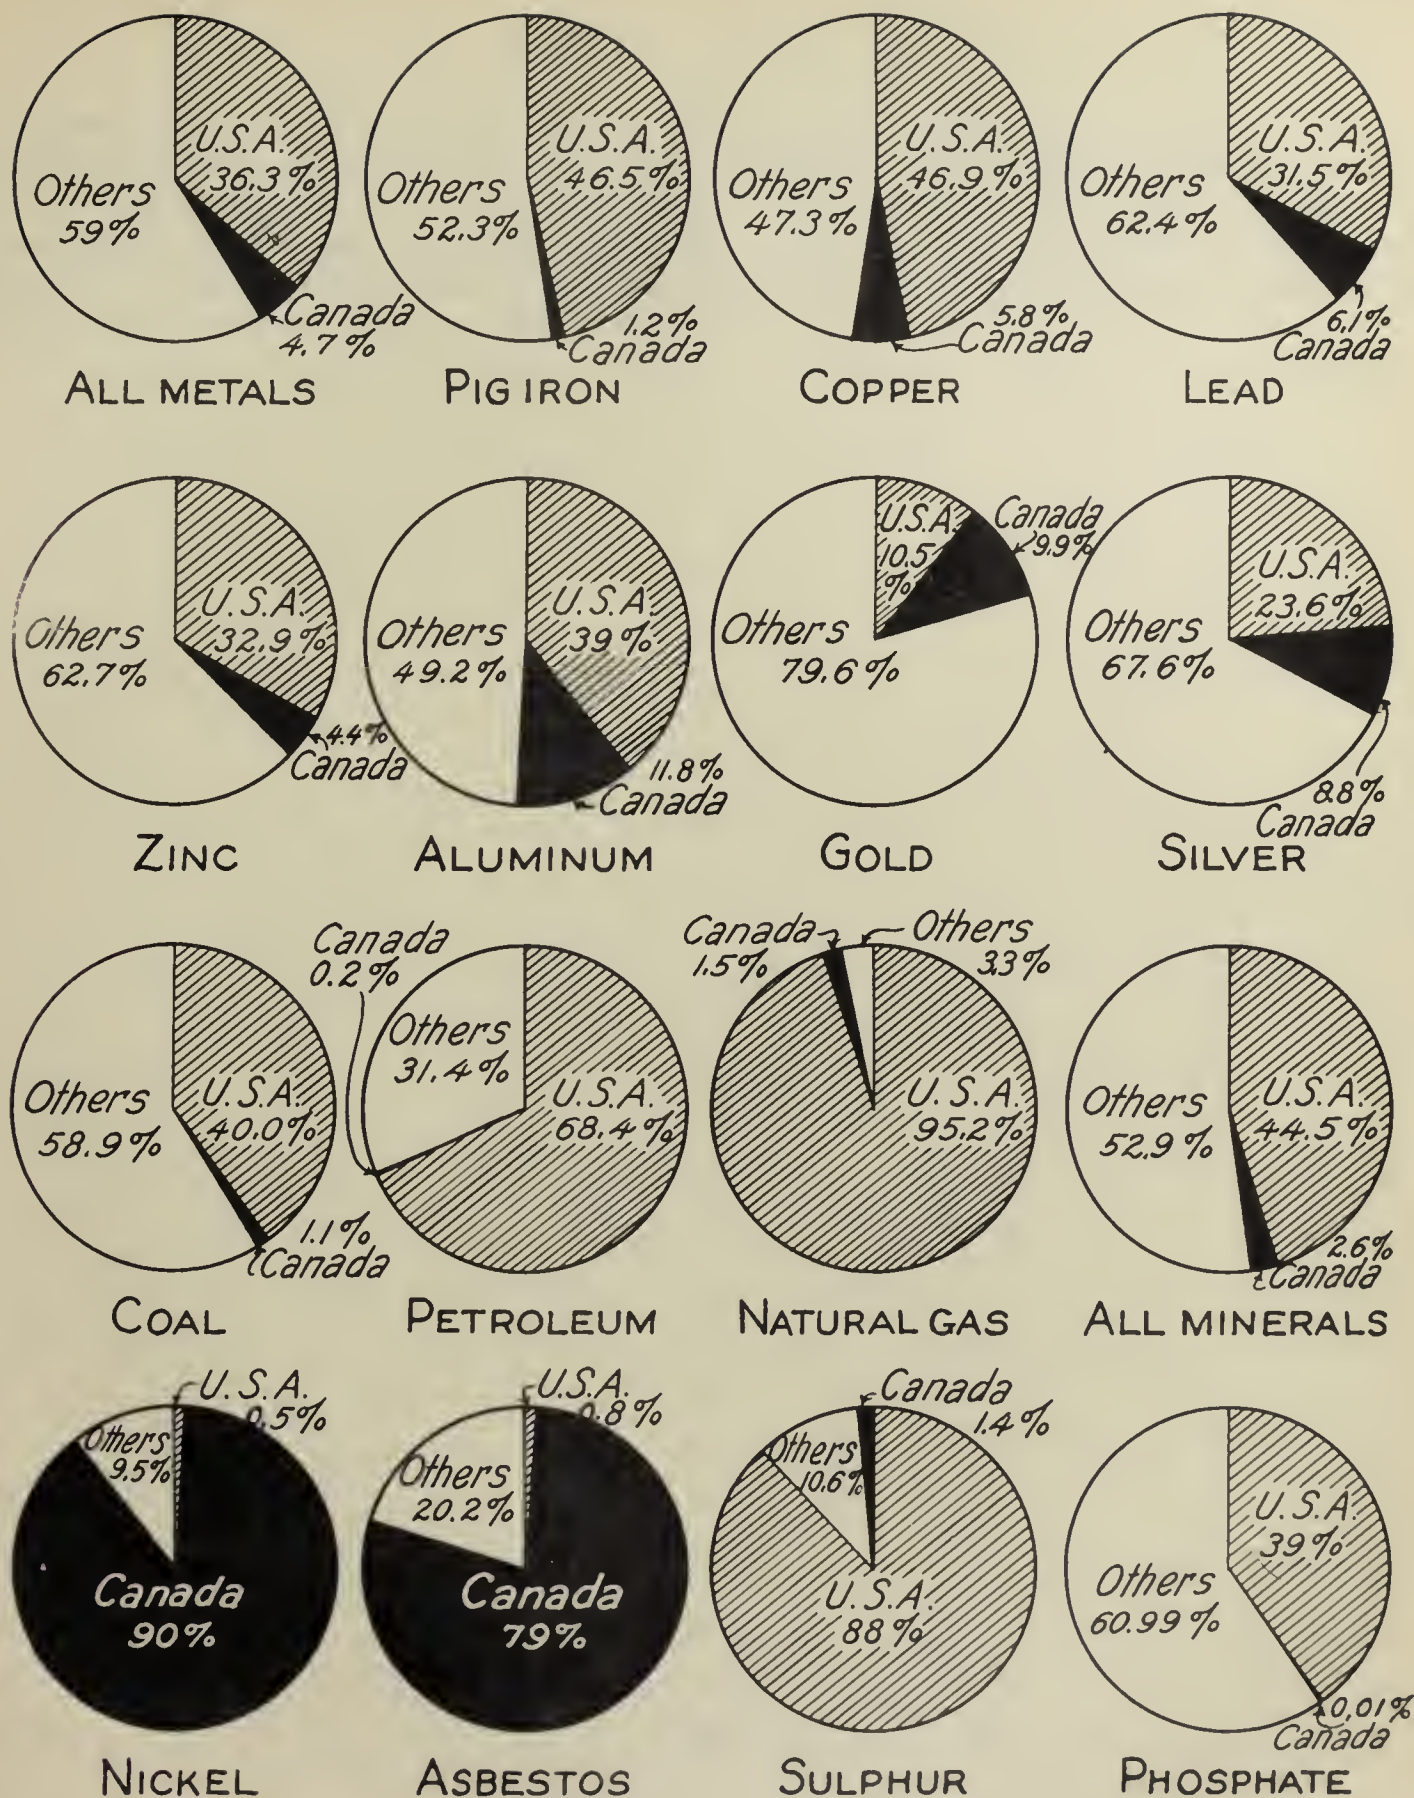 U.S.A.
36.3%
Others
59%
Canada
4.7%
ALL METALS
U.S.A.
46.5%
Others
52.3%
1.2%
Canada
PIG IRON
U.S.A.
46.9%
Others
47.3%
5.8%
Canada
COPPER
U.S.A.
31.5%
Others
62.4%
6.1%
Canada
LEAD
U.S.A.
32.9%
Others
62.7%
4.4%
Canada
ZINC
U.S.A.
39%
Others
49.2%
11.8%
Canada
ALUMINUM
U.S.A.
10.5
%
Canada
9.9%
Others
79.6%
GOLD
U.S.A.
23.6%
Others
67.6%
8.8%
Canada
SILVER
U.S.A.
40.0%
Others
58.9%
1.1%
Canada
COAL
Canada
0.2%
Others
31.4%
U.S.A.
68.4%
PETROLEUM
Canada
1.5%
Others
3.3%
U.S.A.
95.2%
NATURAL GAS
U.S.A.
44.5%
Others
52.9%
2.6%
Canada
ALL MINERALS
U.S.A.
0.5%
Others
9.5%
Canada
90%
NICKEL
U.S.A.
0.8%
Others
20.2%
Canada
79%
ASBESTOS
Canada
1.4%
Others
10.6%
U.S.A.
88%
SULPHUR
U.S.A.
39%
Others
60.99%
0.01%
Canada
PHOSPHATE